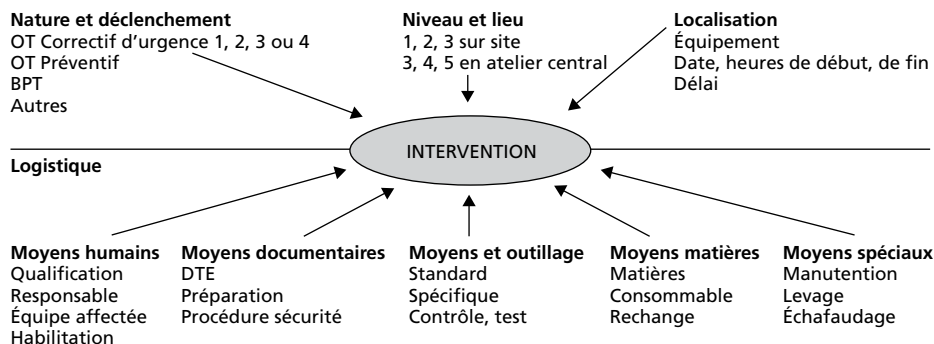 Nature et déclenchement
OT Correctif d'urgence 1, 2, 3 ou 4
OT Préventif
BPT
Autres
Niveau et lieu
1, 2, 3 sur site
3, 4, 5 en atelier central
Localisation
Équipement
Date, heures de début, de fin
Délai
INTERVENTION
Logistique
Moyens humains
Qualification
Responsable
Équipe affectée
Habilitation
Moyens documentaires
DTE
Préparation
Procédure sécurité
Moyens et outillage
Standard
Spécifique
Contrôle, test
Moyens matières
Matières
Consommable
Rechange
Moyens spéciaux
Manutention
Levage
Échafaudage